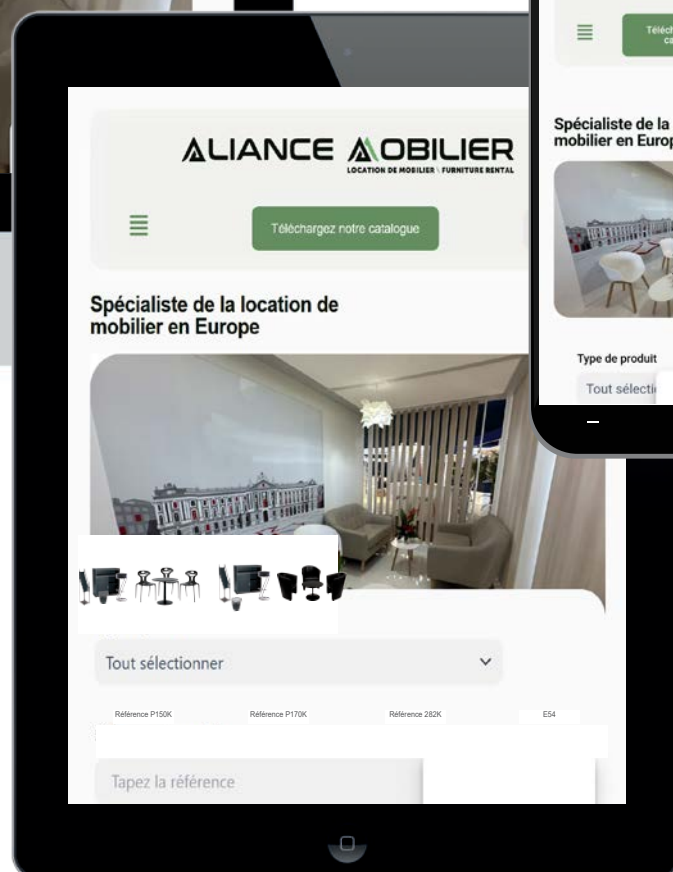 ALIANCE MOBILIER
LOCATION DE MOBILIER \ FURNITURE RENTAL
Téléchargez notre catalogue
Spécialiste de la location de
mobilier en Europe
Tout sélectionner
Référence P150K Référence P170K Référence 282K E54
Tapez la référence
Spécialiste de la
mobilier en
Type de produit
Tout